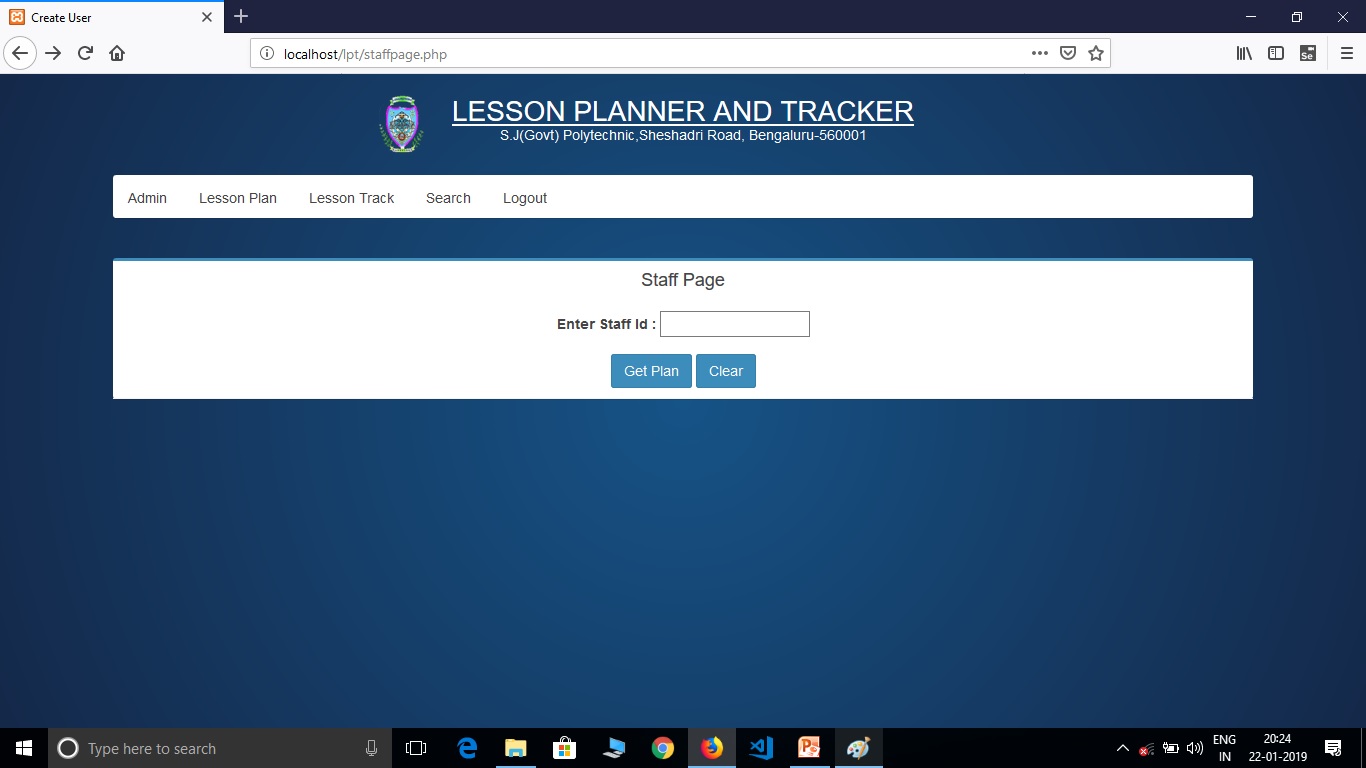 Create User
localhost/lpt/staffpage.php
Se
LESSON PLANNER AND TRACKER
S.J(Govt) Polytechnic,Sheshadri Road, Bengaluru-560001
Admin Lesson Plan Lesson Track Search Logout
Staff Page
Enter Staff Id :
Get Plan Clear
Type here to search
ENG 20:24
IN 22-01-2019